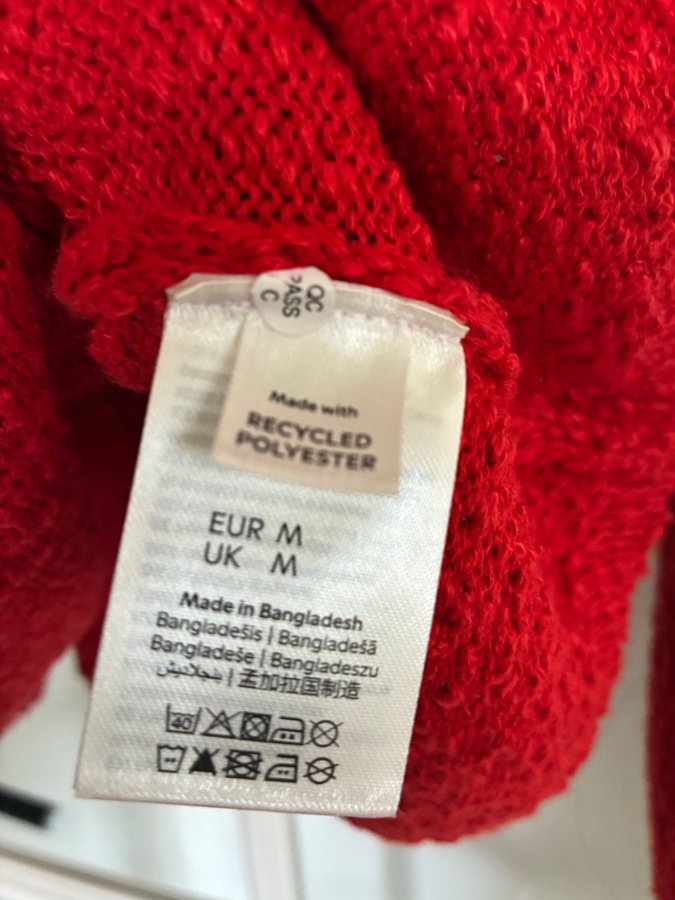 QC
PASS
C
Made with
RECYCLED
POLYESTER
EUR M
UK M
Made in Bangladesh
Bangladešis | Bangladešā
Bangladeše | Bangladeszu
بنجلاديش | 孟加拉国制造
40